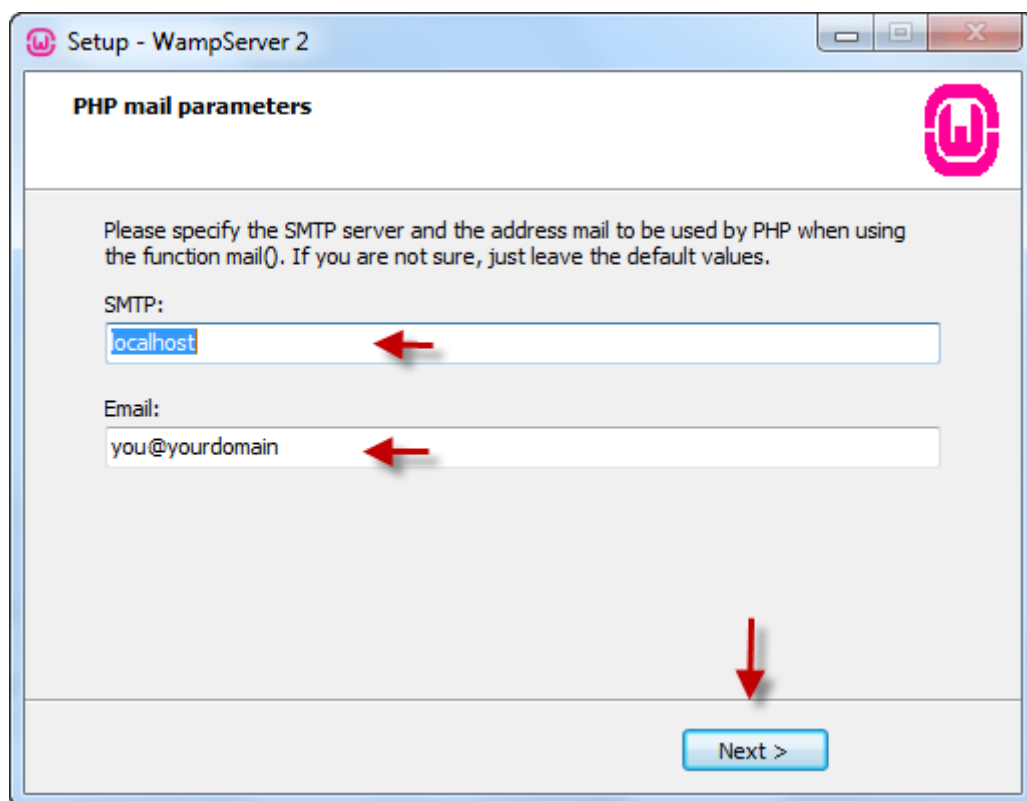 Setup - WampServer 2
PHP mail parameters
Please specify the SMTP server and the address mail to be used by PHP when using
the function mail(). If you are not sure, just leave the default values.
SMTP:
localhost
Email:
you@yourdomain
Next >